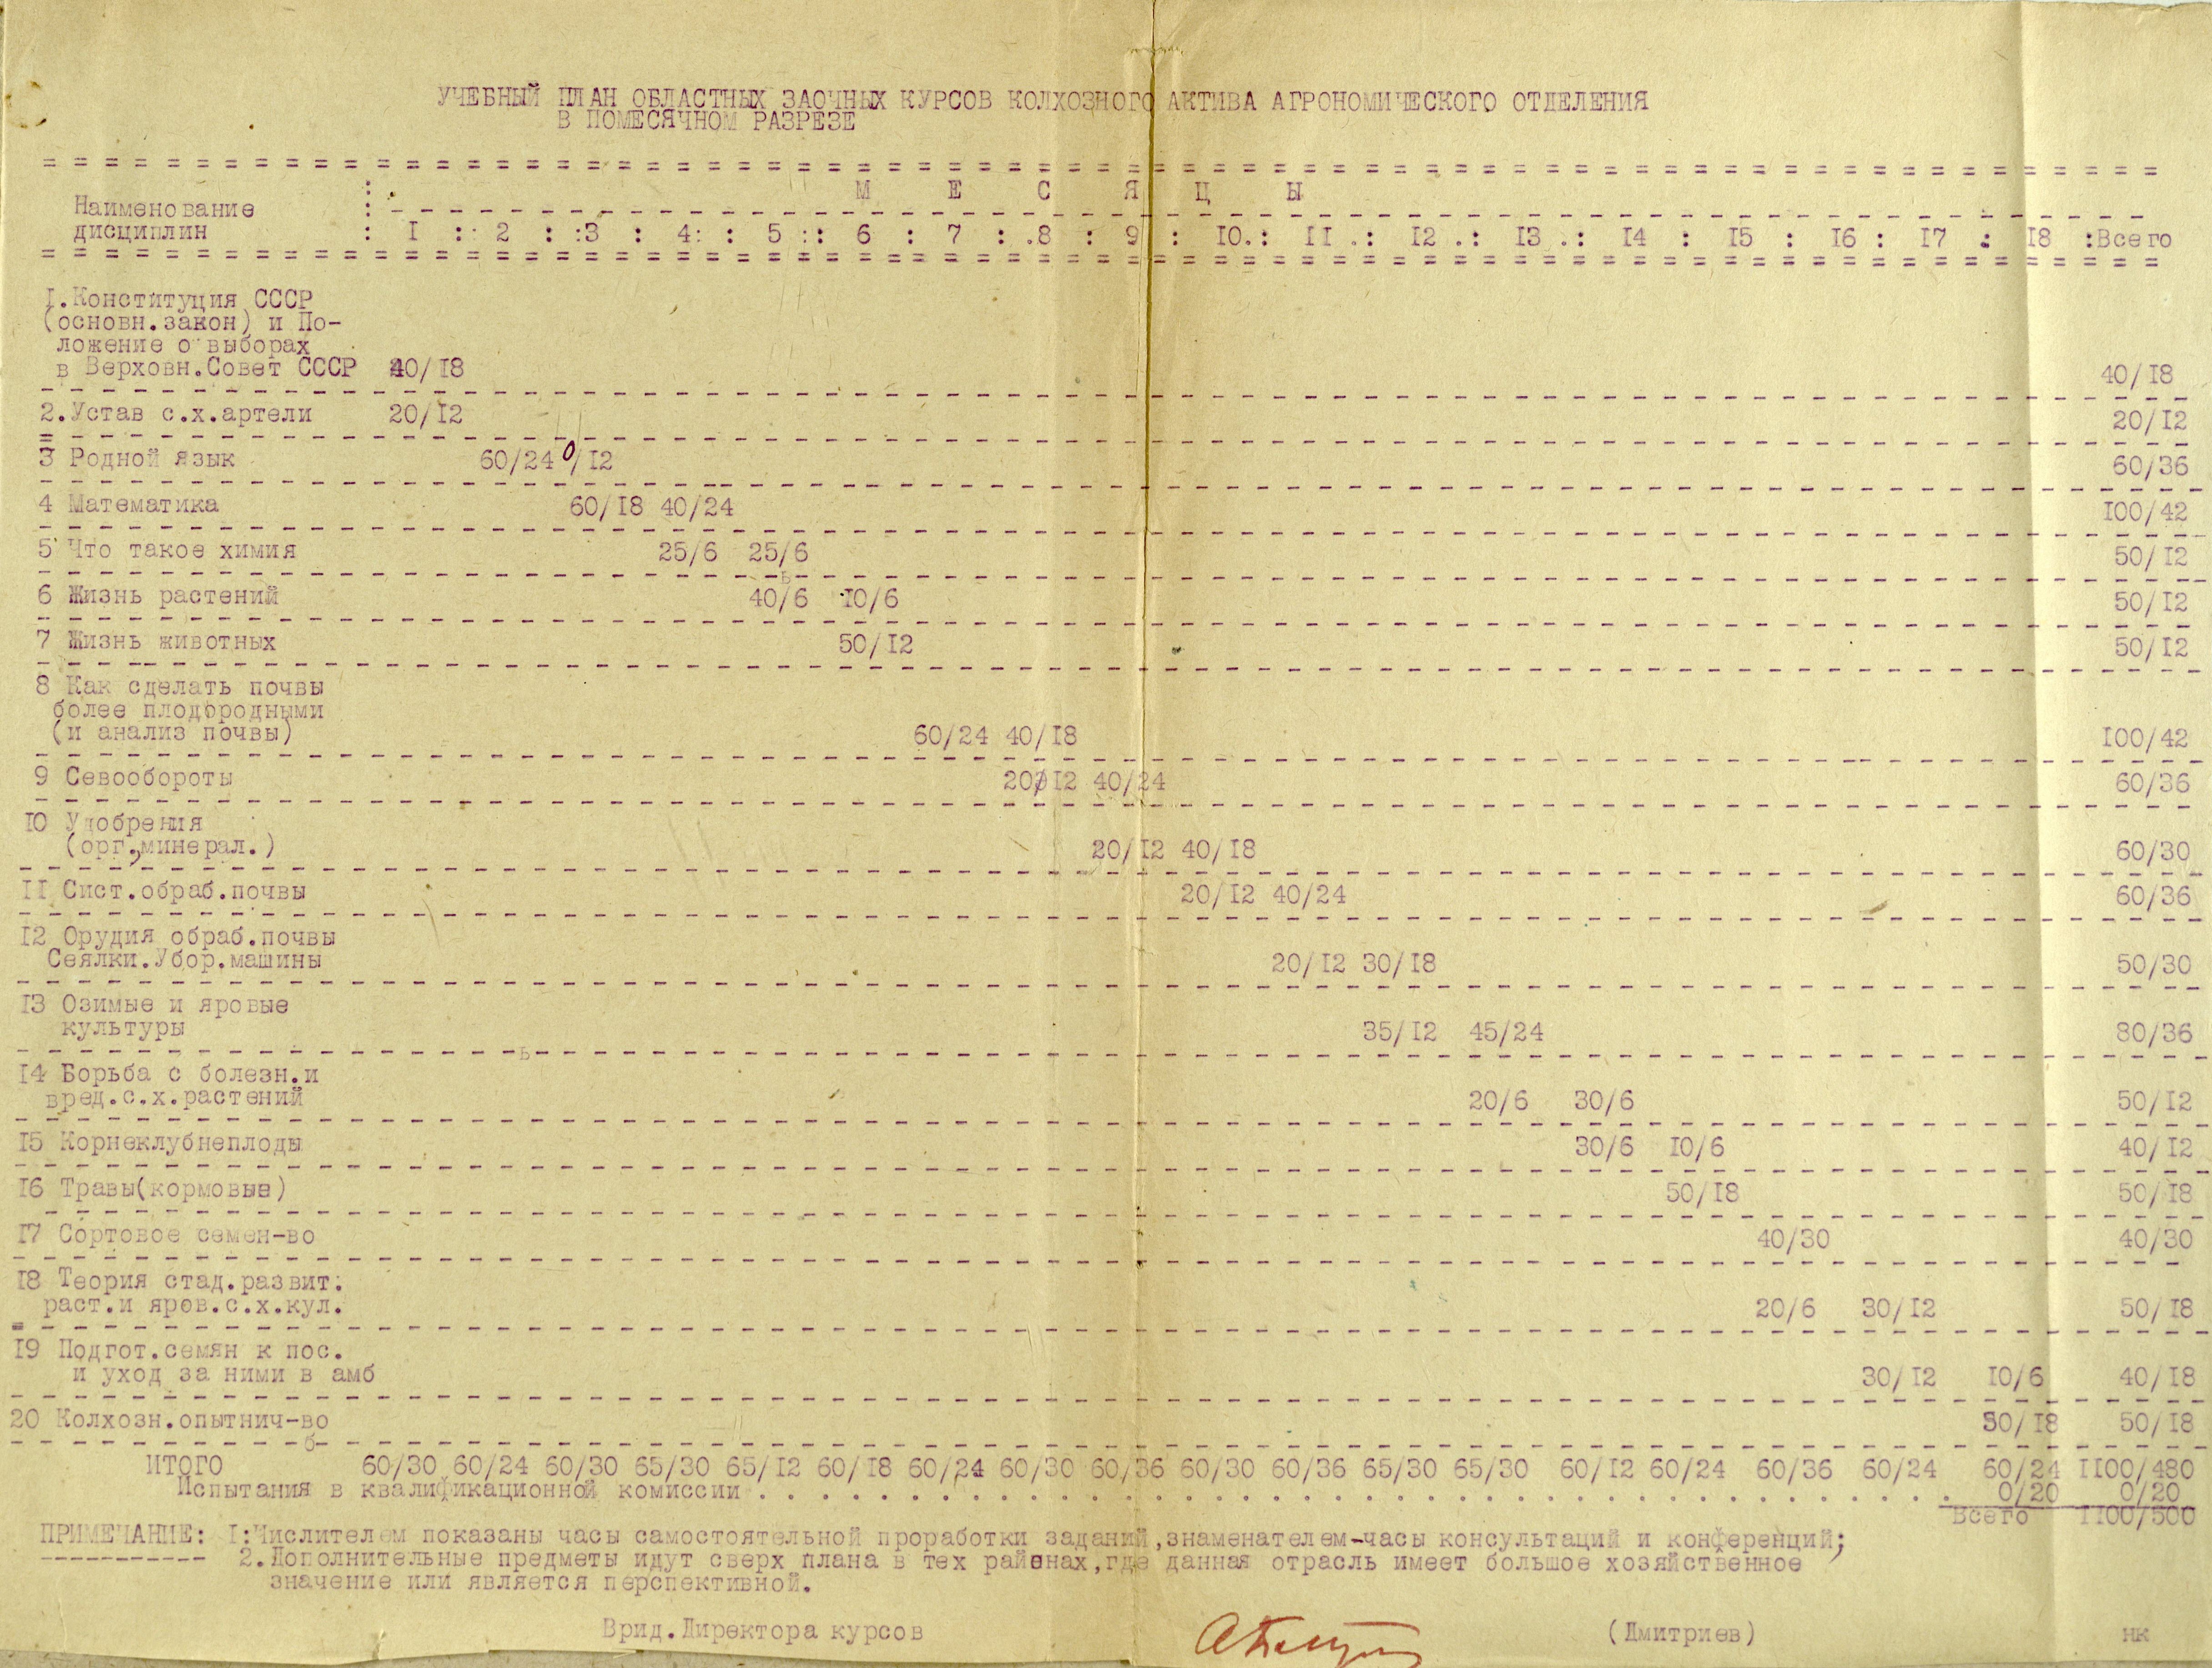 УЧЕБНЫЙ ПЛАН ОБЛАСТНЫХ ЗАОЧНЫХ КУРСОВ КОЛХОЗНОГО АКТИВА АГРОНОМИЧЕСКОГО ОТДЕЛЕНИЯ
В ПОМЕСЯЧНОМ РАЗРЕЗЕ
М Е С Я Ц Ы
Наименование
дисциплин : I : 2 : 3 : 4 : 5 : 6 : 7 : 8 : 9 : IO : II : I2 : I3 : I4 : I5 : I6 : I7 : I8 : Всего
I.Конституция СССР
(основн.закон) и По-
ложение о выборах
в Верховн.Совет СССР 40/I8 40/I8
2.Устав с.х.артели 20/I2 20/I2
3 Родной язык 60/24 0/I2 60/36
4 Математика 60/I8 40/24 IOO/42
5 Что такое химия 25/6 25/6 50/I2
6 Жизнь растений 40/6 IO/6 50/I2
7 Жизнь животных 50/I2 50/I2
8 Как сделать почвы
более плодородными
(и анализ почвы) 60/24 40/I8 IOO/42
9 Севообороты 20/I2 40/24 60/36
IO Удобрения
(орг.,минерал.) 20/I2 40/I8 60/30
II Сист.обраб.почвы 20/I2 40/24 60/36
I2 Орудия обраб.почвы
Сеялки.Убор.машины 20/I2 30/I8 50/30
I3 Озимые и яровые
культуры 35/I2 45/24 80/36
I4 Борьба с болезн.и
вред.с.х.растений 20/6 30/6 50/I2
I5 Корнеклубнеплоды 30/6 IO/6 40/I2
I6 Травы(кормовые) 50/I8 50/I8
I7 Сортовое семен-во 40/30 40/30
I8 Теория стад.развит.
раст.и яров.с.х.кул. 20/6 30/I2 50/I8
I9 Подгот.семян к пос.
и уход за ними в амб 30/I2 IO/6 40/I8
20 Колхозн.опытнич-во 50/I8 50/I8
ИТОГО 60/30 60/24 60/30 65/30 65/I2 60/I8 60/24 60/30 60/36 60/30 60/36 65/30 65/30 60/I2 60/24 60/36 60/24 60/24 IIOO/480
Испытания в квалификационной комиссии . . . . . . . . 0/20 0/20
Всего IIOO/500
ПРИМЕЧАНИЕ: I:Числителем показаны часы самостоятельной проработки заданий,знаменателем-часы консультаций и конференций;
2.Дополнительные предметы идут сверх плана в тех районах,где данная отрасль имеет большое хозяйственное
значение или является перспективной.
Врид.Директора курсов (Дмитриев) нк